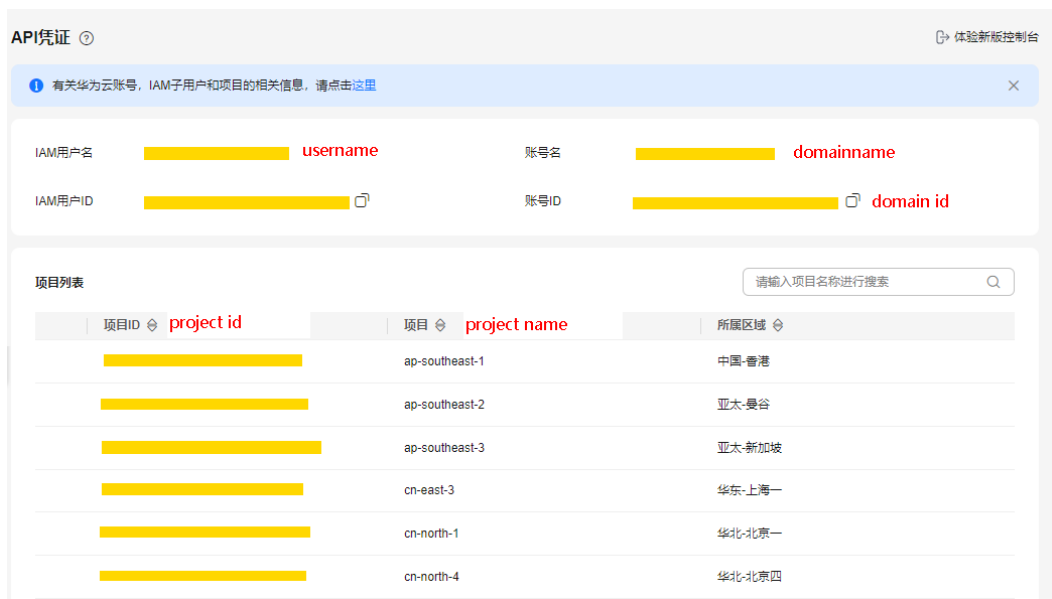 API凭证
体验新版控制台
有关华为云账号，IAM子用户和项目的相关信息，请点击这里
IAM用户名 username 账号名 domainname
IAM用户ID 账号ID domain id
项目列表 请输入项目名称进行搜索
项目ID project id 项目 project name 所属区域
ap-southeast-1 中国-香港
ap-southeast-2 亚太-曼谷
ap-southeast-3 亚太-新加坡
cn-east-3 华东-上海一
cn-north-1 华北-北京一
cn-north-4 华北-北京四